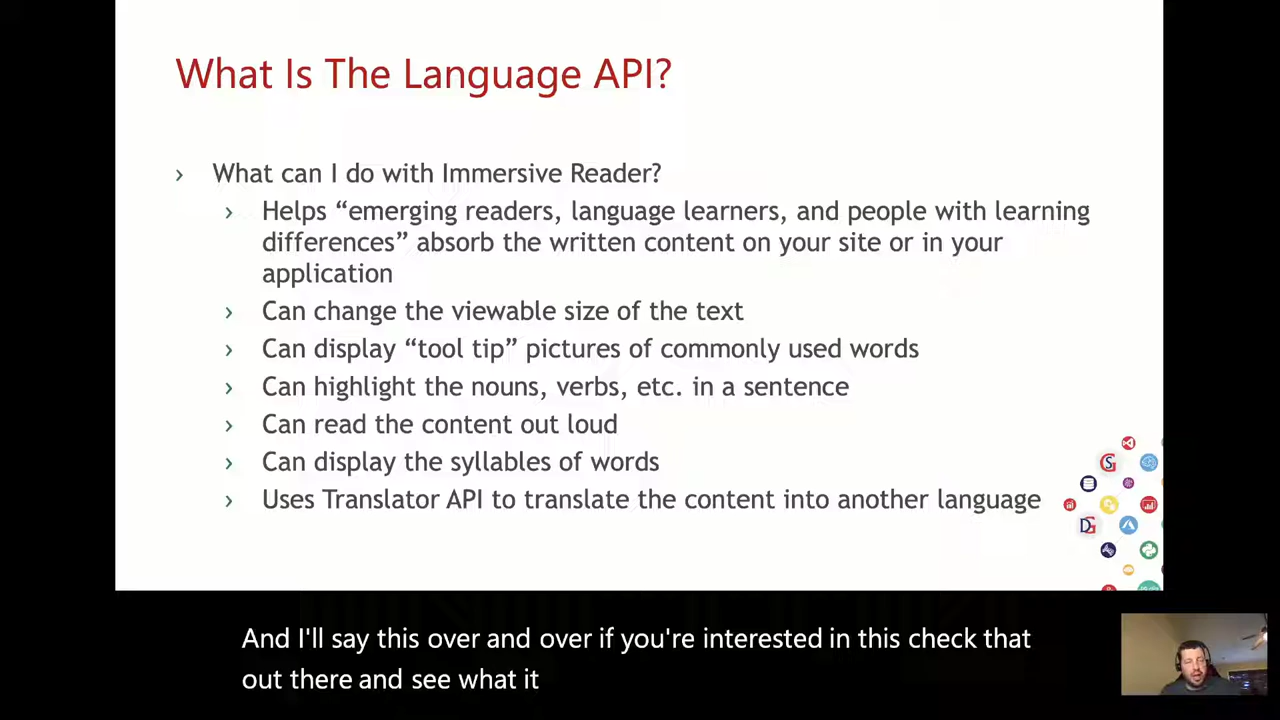 What Is The Language API?
› What can I do with Immersive Reader?
› Helps “emerging readers, language learners, and people with learning
differences” absorb the written content on your site or in your
application
› Can change the viewable size of the text
› Can display “tool tip” pictures of commonly used words
› Can highlight the nouns, verbs, etc. in a sentence
› Can read the content out loud
› Can display the syllables of words
› Uses Translator API to translate the content into another language
And I'll say this over and over if you're interested in this check that
out there and see what it